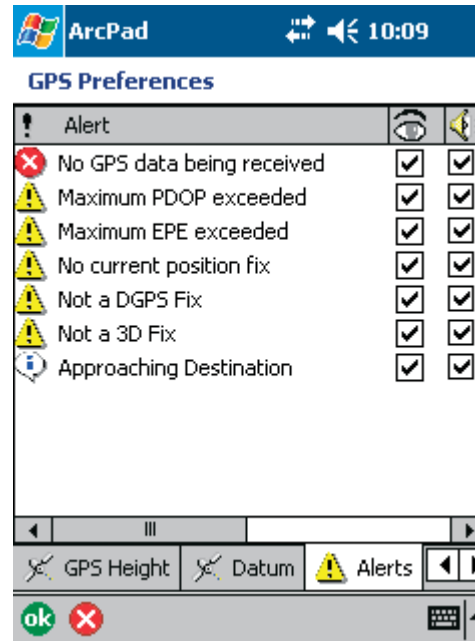 ArcPad 10:09
GPS Preferences
! Alert
No GPS data being received
Maximum PDOP exceeded
Maximum EPE exceeded
No current position fix
Not a DGPS Fix
Not a 3D Fix
Approaching Destination
GPS Height Datum Alerts
ok